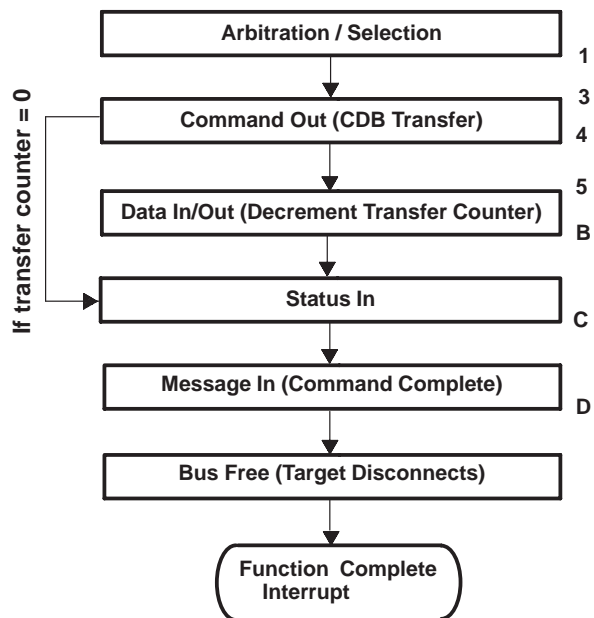 Arbitration / Selection
1
If transfer counter = 0
3
Command Out (CDB Transfer)
4
5
Data In/Out (Decrement Transfer Counter)
B
Status In
C
Message In (Command Complete)
D
Bus Free (Target Disconnects)
Function Complete
Interrupt